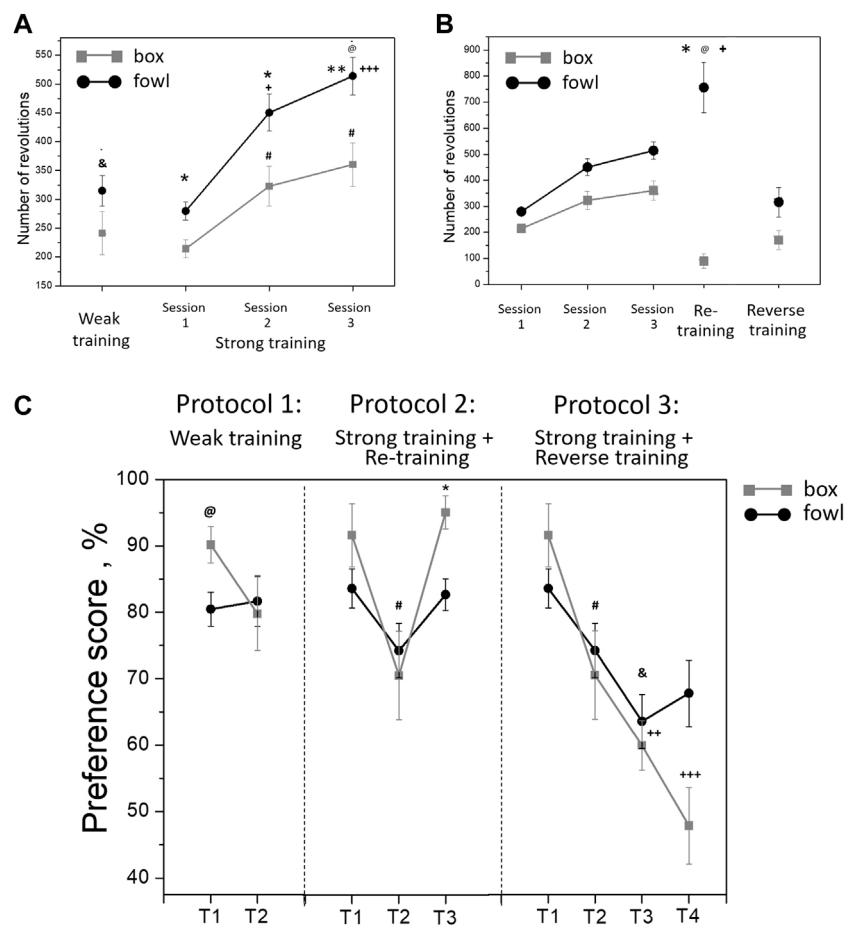 A
550
500
450
400
350
300
250
200
150
Number of revolutions
box
fowl
&
*
*
+
#
@
** +++
#
Weak
training
Session
1
Session
2
Session
3
Strong training
B
900
800
700
600
500
400
300
200
100
0
Number of revolutions
box
fowl
* @ +
Session
1
Session
2
Session
3
Re-
training
Reverse
training
C
Protocol 1:
Weak training
Protocol 2:
Strong training +
Re-training
Protocol 3:
Strong training +
Reverse training
100
90
80
70
60
50
40
Preference score , %
box
fowl
@
#
*
#
&
++
+++
T1 T2 T1 T2 T3 T1 T2 T3 T4